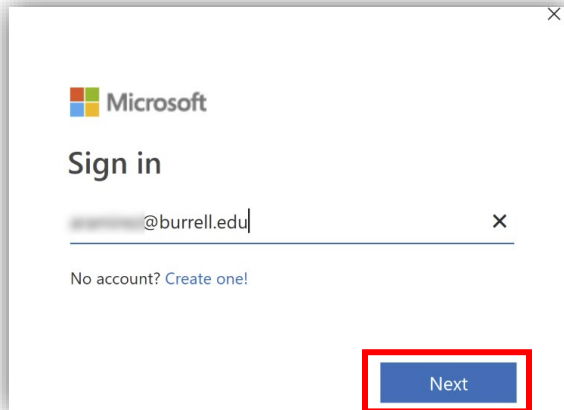 Microsoft
Sign in
@burrell.edu
No account? Create one!
Next